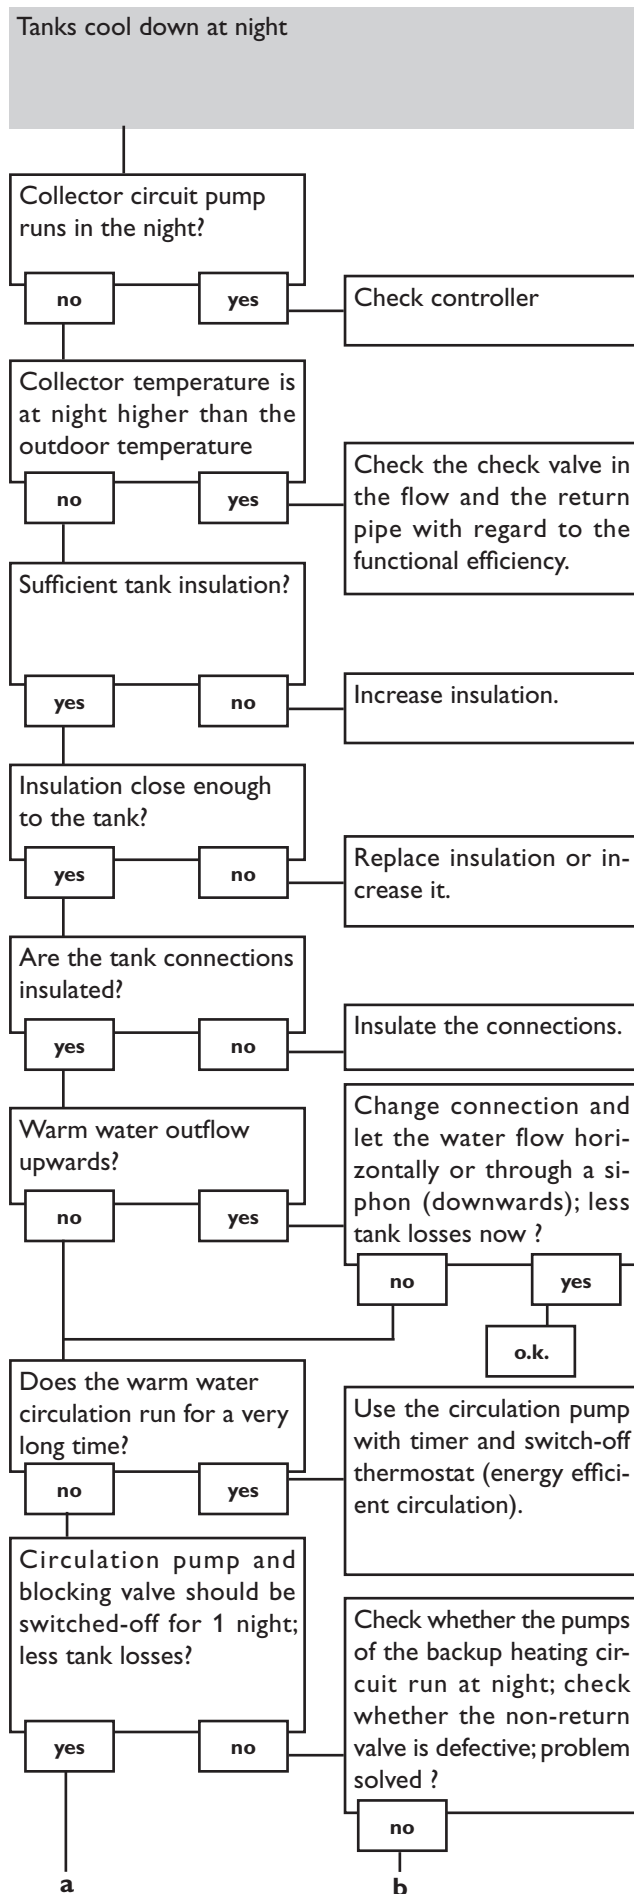 Tanks cool down at night
Collector circuit pump
runs in the night?
no
yes
Check controller
Collector temperature is
at night higher than the
outdoor temperature
no
yes
Check the check valve in
the flow and the return
pipe with regard to the
functional efficiency.
Sufficient tank insulation?
yes
no
Increase insulation.
Insulation close enough
to the tank?
yes
no
Replace insulation or in-
crease it.
Are the tank connections
insulated?
yes
no
Insulate the connections.
Warm water outflow
upwards?
no
yes
Change connection and
let the water flow hori-
zontally or through a si-
phon (downwards); less
tank losses now ?
no
yes
o.k.
Does the warm water
circulation run for a very
long time?
no
yes
Use the circulation pump
with timer and switch-off
thermostat (energy effici-
ent circulation).
Circulation pump and
blocking valve should be
switched-off for 1 night;
less tank losses?
yes
no
Check whether the pumps
of the backup heating cir-
cuit run at night; check
whether the non-return
valve is defective; problem
solved ?
no
a
b